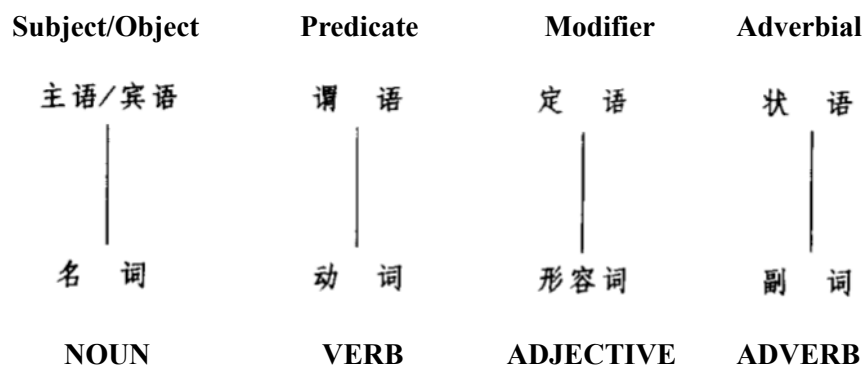 Subject/Object Predicate Modifier Adverbial
主语/宾语 谓语 定语 状语
名词 动词 形容词 副词
NOUN VERB ADJECTIVE ADVERB